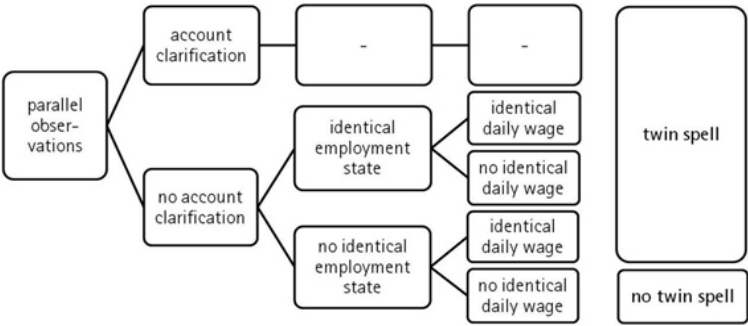 account
clarification
-
-
parallel
obser-
vations
identical
employment
state
identical
daily wage
no identical
daily wage
twin spell
no account
clarification
no identical
employment
state
identical
daily wage
no identical
daily wage
no twin spell